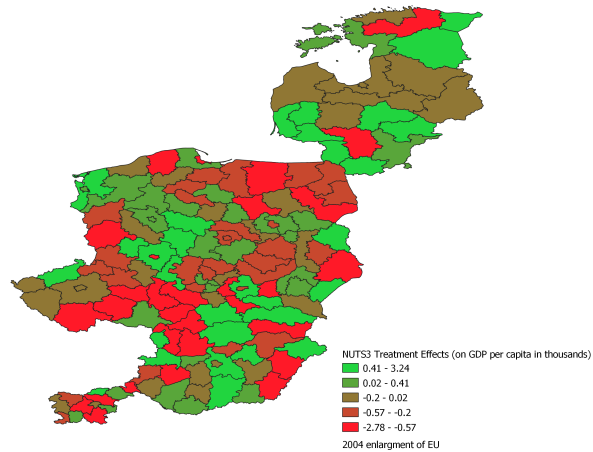 NUTS3 Treatment Effects (on GDP per capita in thousands)
0.41 - 3.24
0.02 - 0.41
-0.2 - 0.02
-0.57 - -0.2
-2.78 - -0.57
2004 enlargment of EU